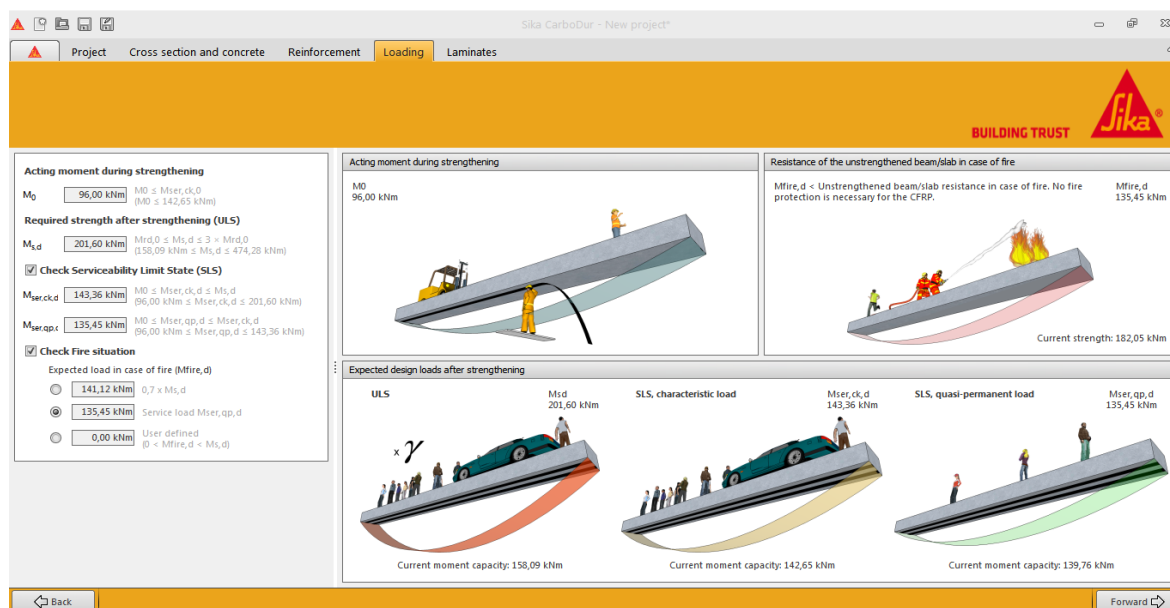 Sika CarboDur - New project*
Project Cross section and concrete Reinforcement Loading Laminates
BUILDING TRUST
Sika®
Acting moment during strengthening
M0 96,00 kNm M0 ≤ Mser,ck,0
(M0 ≤ 142,65 kNm)
Required strength after strengthening (ULS)
Ms,d 201,60 kNm Mrd,0 ≤ Ms,d ≤ 3 × Mrd,0
(158,09 kNm ≤ Ms,d ≤ 474,28 kNm)
Check Serviceability Limit State (SLS)
Mser.ck,d 143,36 kNm M0 ≤ Mser,ck,d ≤ Ms,d
(96,00 kNm ≤ Mser,ck,d ≤ 201,60 kNm)
Mser.qp,c 135,45 kNm M0 ≤ Mser,qp,d ≤ Mser,ck,d
(96,00 kNm ≤ Mser,qp,d ≤ 143,36 kNm)
Check Fire situation
Expected load in case of fire (Mfire,d)
141,12 kNm 0,7 x Ms,d
135,45 kNm Service load Mser,qp,d
0,00 kNm User defined
(0 < Mfire,d < Ms,d)
Acting moment during strengthening
M0
96,00 kNm
Resistance of the unstrengthened beam/slab in case of fire
Mfire,d < Unstrengthened beam/slab resistance in case of fire. No fire
protection is necessary for the CFRP.
Mfire,d
135,45 kNm
Current strength: 182,05 kNm
Expected design loads after strengthening
ULS
Msd
201,60 kNm
x γ
Current moment capacity: 158,09 kNm
SLS, characteristic load
Mser,ck,d
143,36 kNm
Current moment capacity: 142,65 kNm
SLS, quasi-permanent load
Mser,qp,d
135,45 kNm
Current moment capacity: 139,76 kNm
Back
Forward